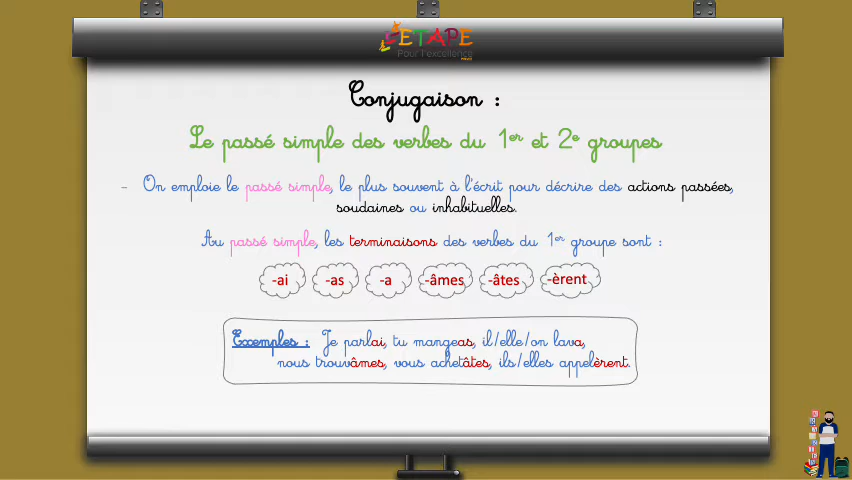 ETAPE
Pour l'excellence
Conjugaison :
Le passé simple des verbes du 1er et 2e groupes
- On emploie le passé simple, le plus souvent à l'écrit pour décrire des actions passées,
soudaines ou inhabituelles.
Au passé simple, les terminaisons des verbes du 1er groupe sont :
-ai -as -a -âmes -âtes -èrent
Exemples : Je parlai, tu mangeas, il/elle/on lava,
nous trouvâmes, vous achetâtes, ils/elles appelèrent.